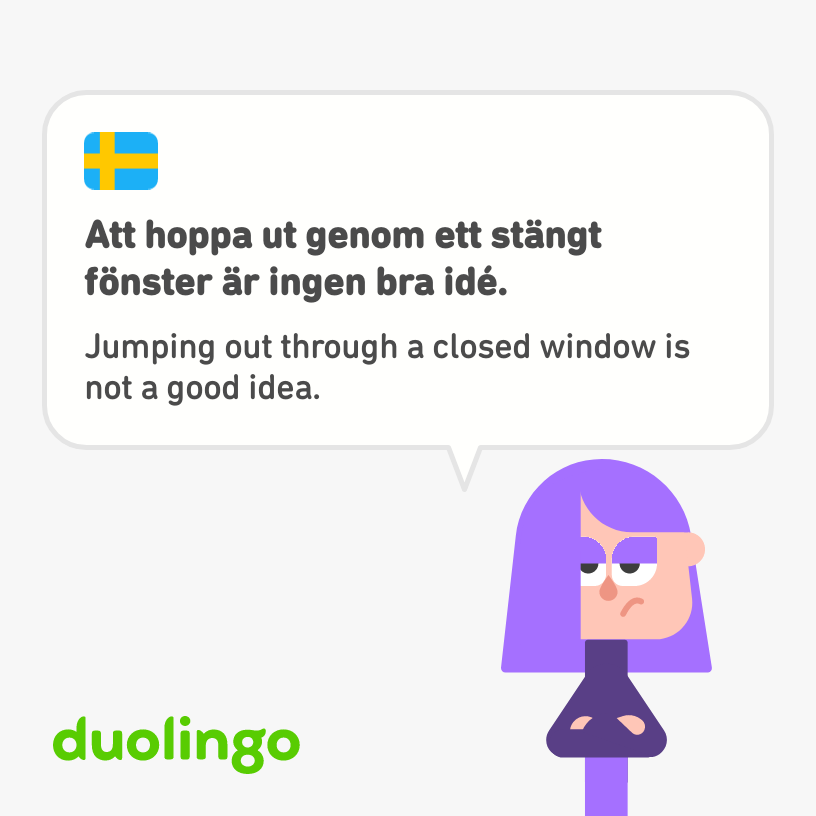 Att hoppa ut genom ett stängt
fönster är ingen bra idé.
Jumping out through a closed window is
not a good idea.
duolingo